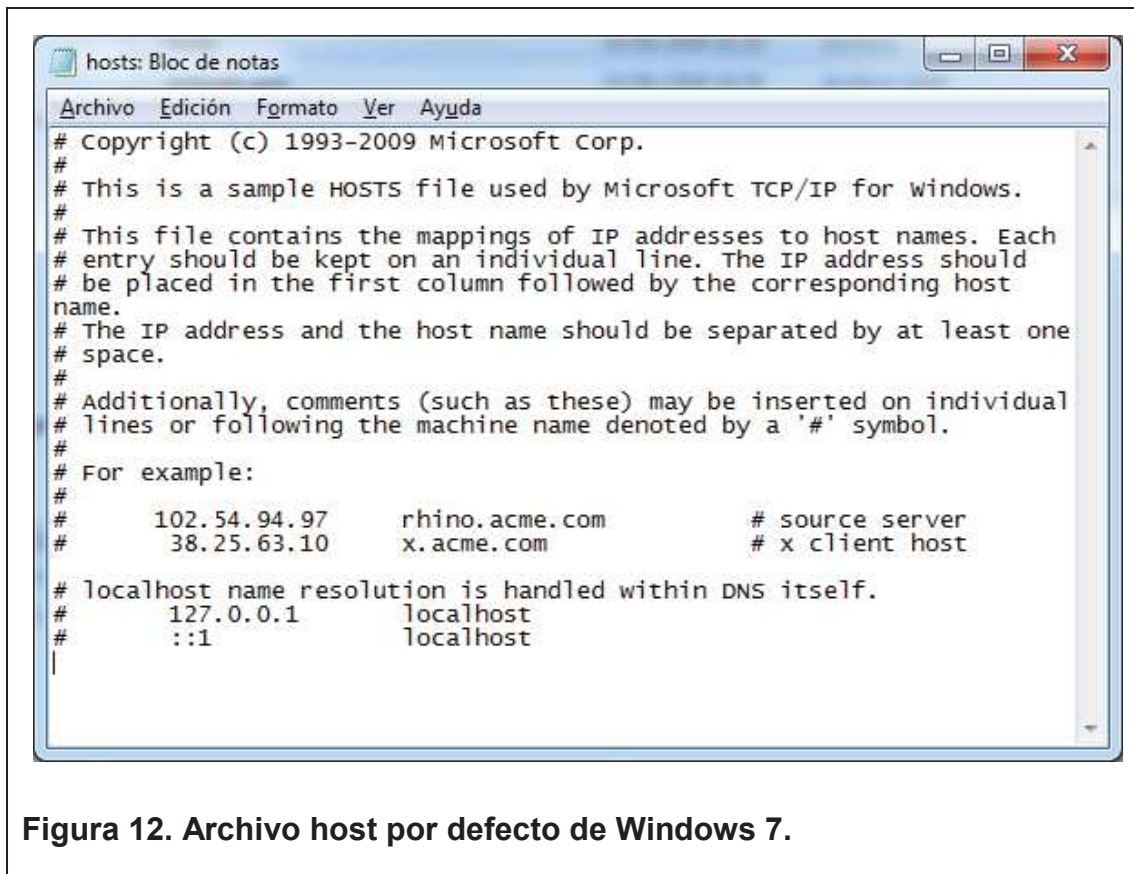 hosts: Bloc de notas
Archivo Edición Formato Ver Ayuda
# Copyright (c) 1993-2009 Microsoft Corp.
#
# This is a sample HOSTS file used by Microsoft TCP/IP for Windows.
#
# This file contains the mappings of IP addresses to host names. Each
# entry should be kept on an individual line. The IP address should
# be placed in the first column followed by the corresponding host
name.
# The IP address and the host name should be separated by at least one
# space.
#
# Additionally, comments (such as these) may be inserted on individual
# lines or following the machine name denoted by a '#' symbol.
#
# For example:
#
#      102.54.94.97     rhino.acme.com          # source server
#       38.25.63.10     x.acme.com              # x client host

# localhost name resolution is handled within DNS itself.
#       127.0.0.1       localhost
#       ::1             localhost
Figura 12. Archivo host por defecto de Windows 7.